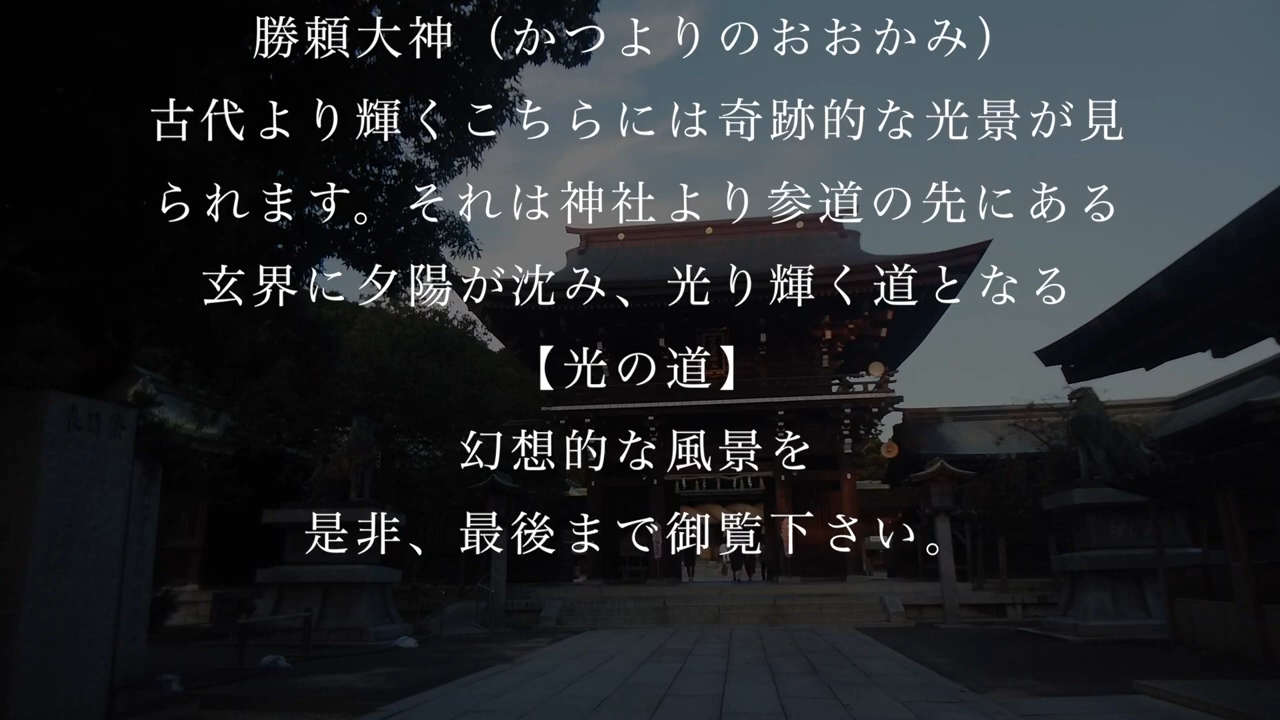 勝頼大神（かつよりのおおかみ）
古代より輝くこちらには奇跡的な光景が見
られます。それは神社より参道の先にある
玄界に夕陽が沈み、光り輝く道となる
【光の道】
幻想的な風景を
是非、最後まで御覧下さい。